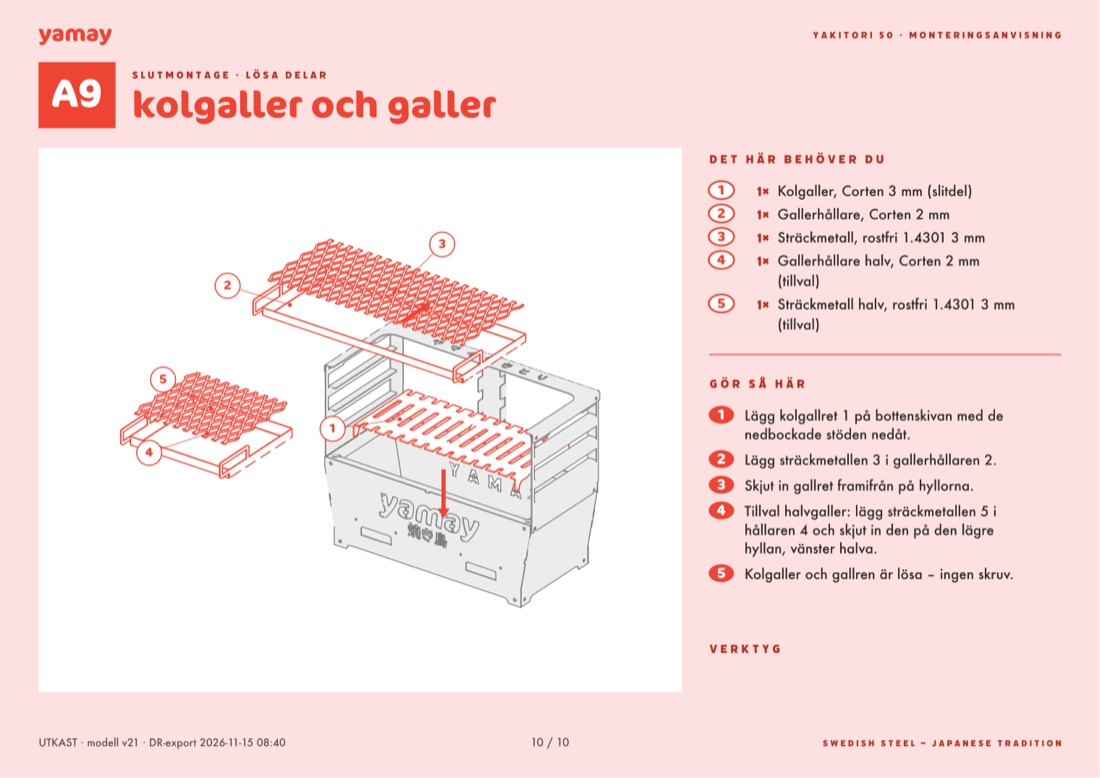 yamay
YAKITORI 50 · MONTERINGSANVISNING
A9
SLUTMONTAGE · LÖSA DELAR
kolgaller och galler
DET HÄR BEHÖVER DU
1 1× Kolgaller, Corten 3 mm (slitdel)
2 1× Gallerhållare, Corten 2 mm
3 1× Sträckmetall, rostfri 1.4301 3 mm
4 1× Gallerhållare halv, Corten 2 mm
(tillval)
5 1× Sträckmetall halv, rostfri 1.4301 3 mm
(tillval)
GÖR SÅ HÄR
1 Lägg kolgallret 1 på bottenskivan med de
nedbockade stöden nedåt.
2 Lägg sträckmetallen 3 i gallerhållaren 2.
3 Skjut in gallret framifrån på hyllorna.
4 Tillval halvgaller: lägg sträckmetallen 5 i
hållaren 4 och skjut in den på den lägre
hyllan, vänster halva.
5 Kolgaller och gallren är lösa – ingen skruv.
VERKTYG
3
2
5
1
4
Y A M A
yamay
焼き鳥
UTKAST · modell v21 · DR-export 2026-11-15 08:40
10 / 10
SWEDISH STEEL – JAPANESE TRADITION